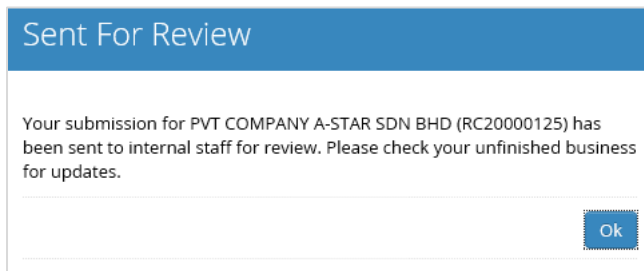 Sent For Review
Your submission for PVT COMPANY A-STAR SDN BHD (RC20000125) has
been sent to internal staff for review. Please check your unfinished business
for updates.
Ok